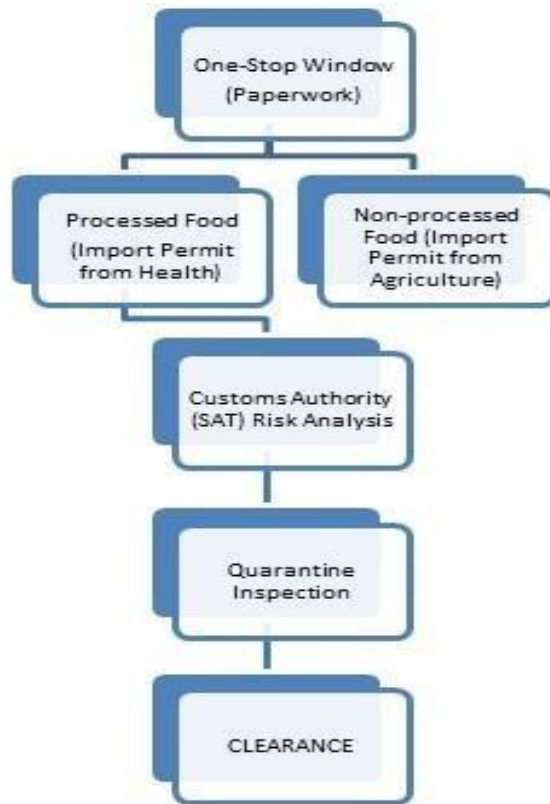 One-Stop Window
(Paperwork)
Processed Food
(Import Permit
from Health)
Non-processed
Food (Import
Permit from
Agriculture)
Customs Authority
(SAT) Risk Analysis
Quarantine
Inspection
CLEARANCE